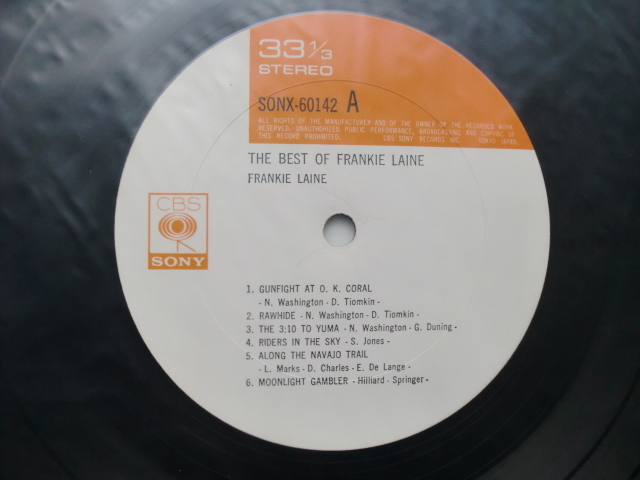 33 1/3
STEREO
SONX-60142 A
ALL RIGHTS OF THE MANUFACTURER AND OF THE OWNER OF THE RECORDED WORK
RESERVED. UNAUTHORIZED PUBLIC PERFORMANCE, BROADCASTING AND COPYING OF
THIS RECORD PROHIBITED. CBS/SONY RECORDS INC. TOKYO JAPAN.
THE BEST OF FRANKIE LAINE
FRANKIE LAINE
CBS
SONY
1. GUNFIGHT AT O. K. CORAL
- N. Washington - D. Tiomkin -
2. RAWHIDE - N. Washington - D. Tiomkin -
3. THE 3:10 TO YUMA - N. Washington - G. Duning -
4. RIDERS IN THE SKY - S. Jones -
5. ALONG THE NAVAJO TRAIL
- L. Marks - D. Charles - E. De Lange -
6. MOONLIGHT GAMBLER - Hilliard - Springer -